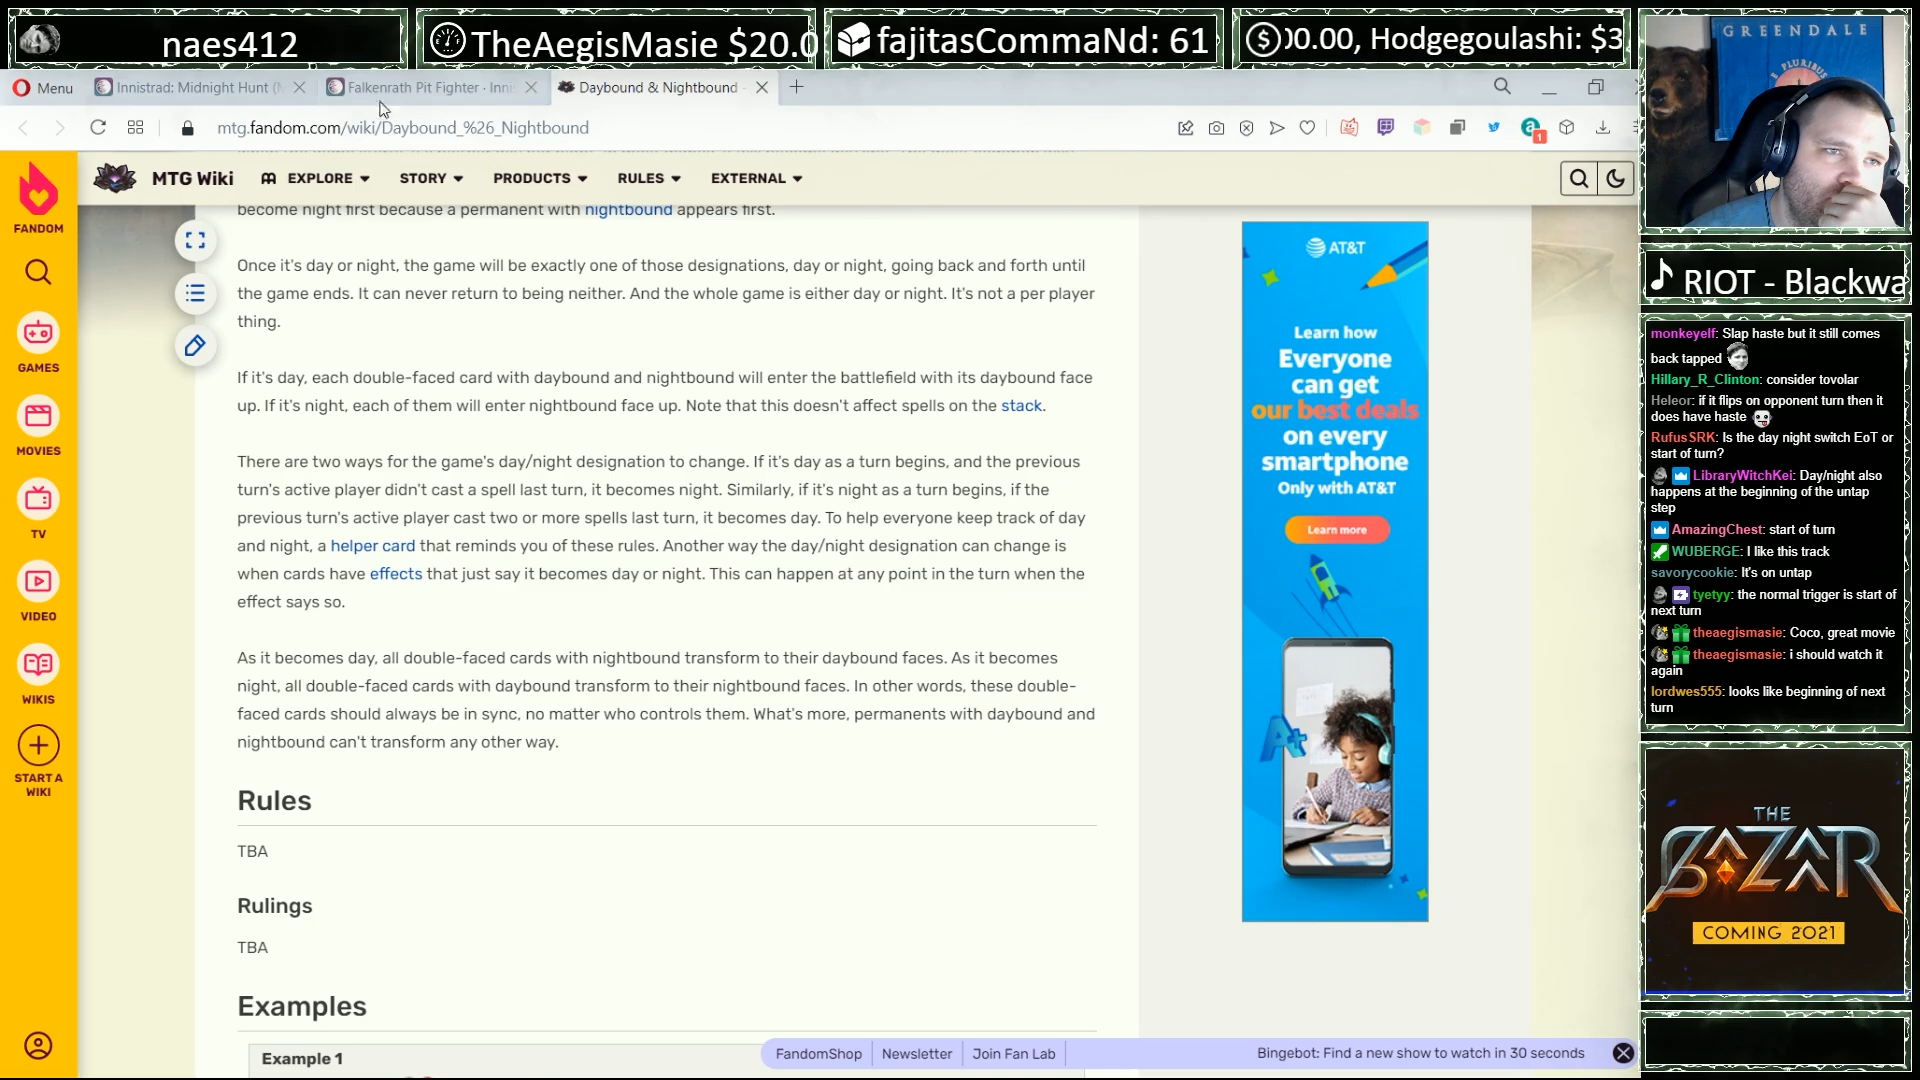 naes412
TheAegisMasie $20.0
fajitasCommaNd: 61
00.00, Hodgegoulashi: $3
GREENDALE
E PLURIBUS
Menu
Innistrad: Midnight Hunt (M
Falkenrath Pit Fighter · Inni
Daybound & Nightbound -
mtg.fandom.com/wiki/Daybound_%26_Nightbound
1
FANDOM
GAMES
MOVIES
TV
VIDEO
WIKIS
START A
WIKI
MTG Wiki
EXPLORE
STORY
PRODUCTS
RULES
EXTERNAL
become night first because a permanent with nightbound appears first.
Once it's day or night, the game will be exactly one of those designations, day or night, going back and forth until
the game ends. It can never return to being neither. And the whole game is either day or night. It's not a per player
thing.
If it's day, each double-faced card with daybound and nightbound will enter the battlefield with its daybound face
up. If it's night, each of them will enter nightbound face up. Note that this doesn't affect spells on the stack.
There are two ways for the game's day/night designation to change. If it's day as a turn begins, and the previous
turn's active player didn't cast a spell last turn, it becomes night. Similarly, if it's night as a turn begins, if the
previous turn's active player cast two or more spells last turn, it becomes day. To help everyone keep track of day
and night, a helper card that reminds you of these rules. Another way the day/night designation can change is
when cards have effects that just say it becomes day or night. This can happen at any point in the turn when the
effect says so.
As it becomes day, all double-faced cards with nightbound transform to their daybound faces. As it becomes
night, all double-faced cards with daybound transform to their nightbound faces. In other words, these double-
faced cards should always be in sync, no matter who controls them. What's more, permanents with daybound and
nightbound can't transform any other way.
Rules
TBA
Rulings
TBA
Examples
Example 1
AT&T
Learn how
Everyone
can get
our best deals
on every
smartphone
Only with AT&T
Learn more
A+
FandomShop
Newsletter
Join Fan Lab
Bingebot: Find a new show to watch in 30 seconds
RIOT - Blackwa
monkeyelf: Slap haste but it still comes
back tapped
Hillary_R_Clinton: consider tovolar
Heleor: if it flips on opponent turn then it
does have haste
RufusSRK: Is the day night switch EoT or
start of turn?
LibraryWitchKei: Day/night also
happens at the beginning of the untap
step
AmazingChest: start of turn
WUBERGE: I like this track
savorycookie: It's on untap
tyetyy: the normal trigger is start of
next turn
theaegismasie: Coco, great movie
theaegismasie: i should watch it
again
lordwes555: looks like beginning of next
turn
THE
BAZAAR
COMING 2021